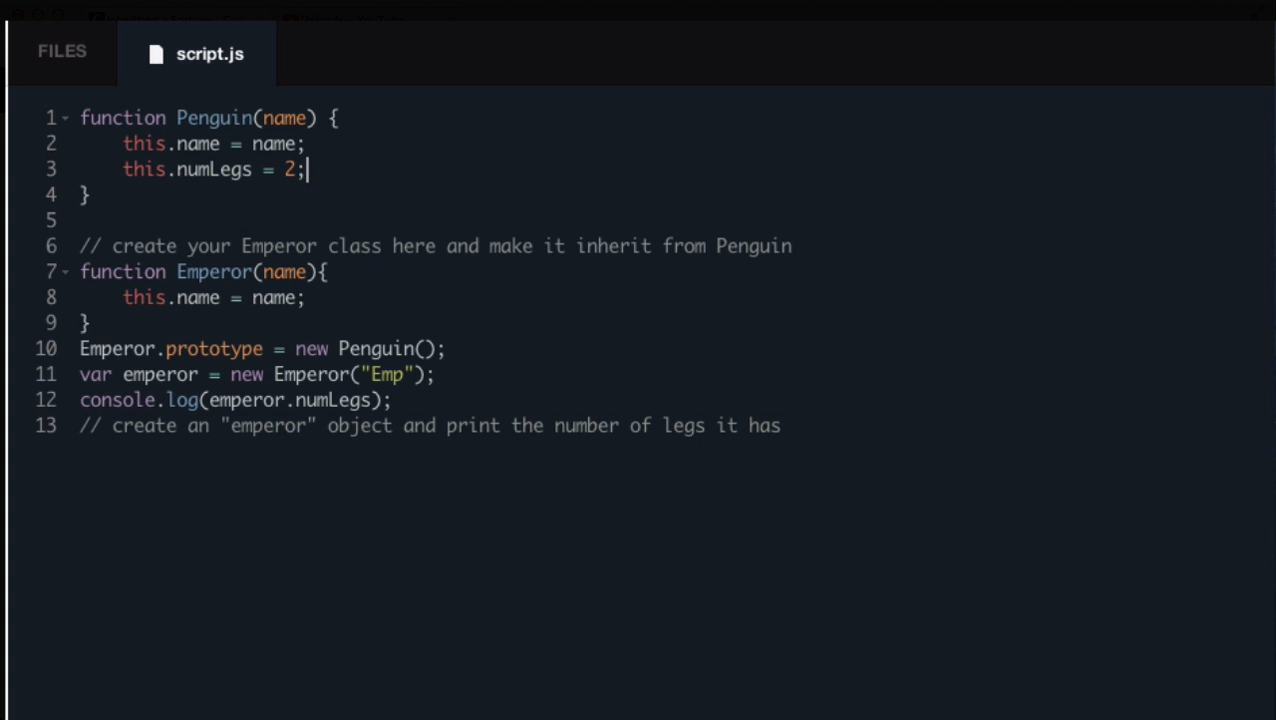 FILES
script.js
1 function Penguin(name) {
2 this.name = name;
3 this.numLegs = 2;
4 }
5
6 // create your Emperor class here and make it inherit from Penguin
7 function Emperor(name){
8 this.name = name;
9 }
10 Emperor.prototype = new Penguin();
11 var emperor = new Emperor("Emp");
12 console.log(emperor.numLegs);
13 // create an "emperor" object and print the number of legs it has